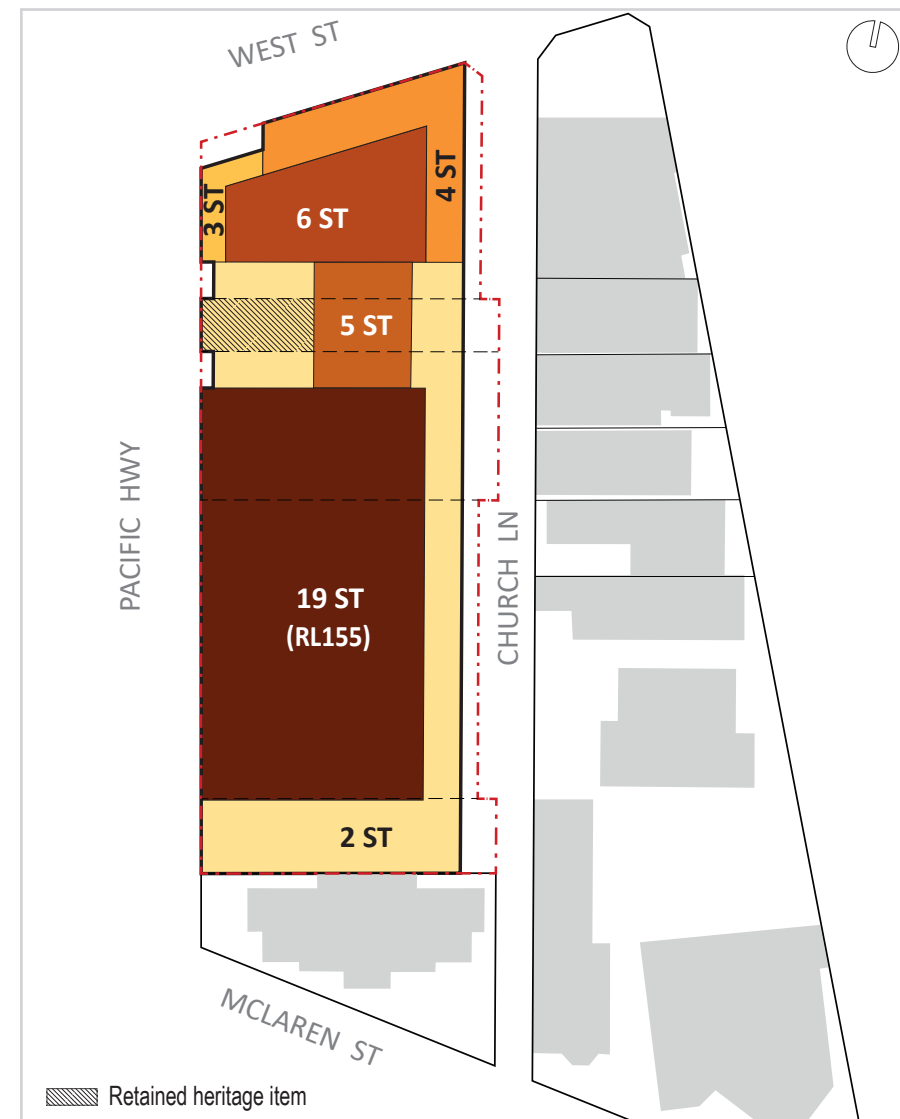 WEST ST
3 ST
4 ST
6 ST
5 ST
PACIFIC HWY
CHURCH LN
19 ST
(RL155)
2 ST
MCLAREN ST
Retained heritage item